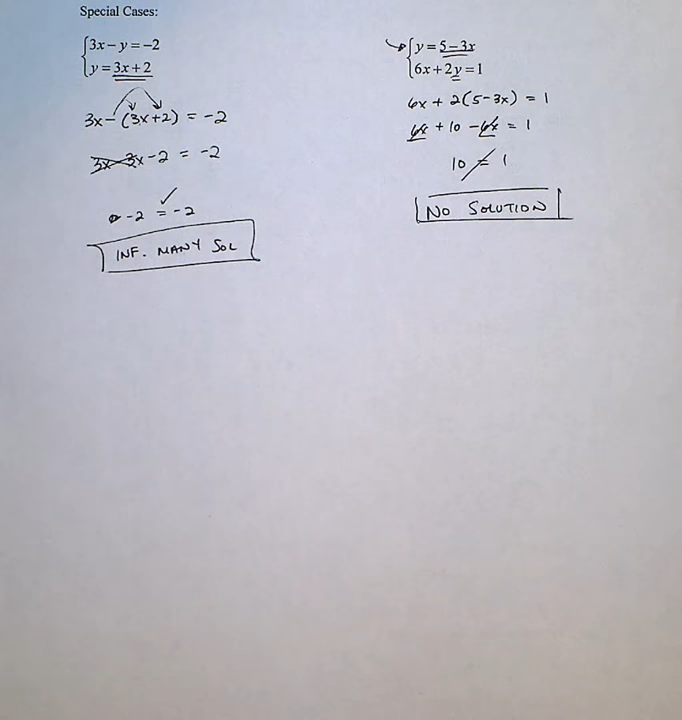 Special Cases:
3x − y = −2
y = 3x + 2
3x − (3x+2) = −2
3x − 3x − 2 = −2
-2 = -2
INF. MANY SOL
y = 5 − 3x
6x + 2y = 1
6x + 2(5-3x) = 1
6x + 10 - 6x = 1
10 ≠ 1
NO SOLUTION